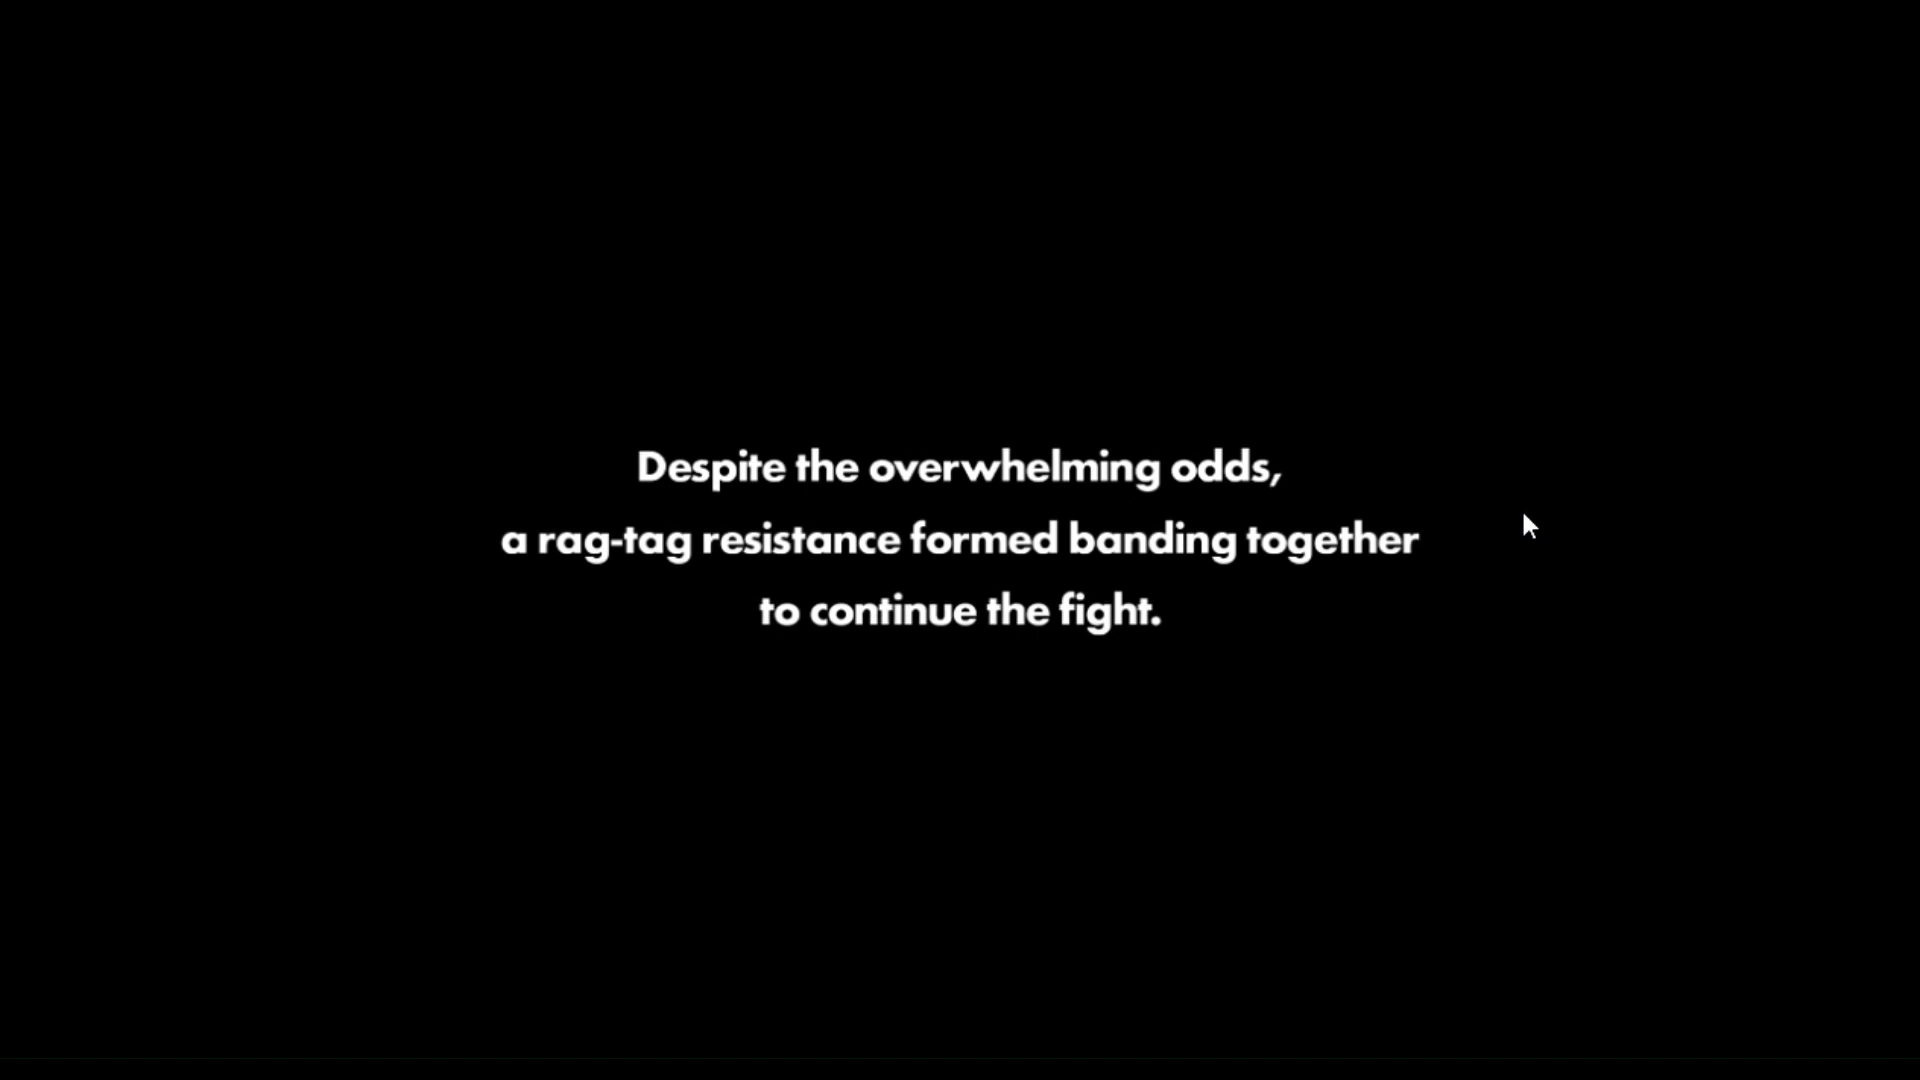 Despite the overwhelming odds,
a rag-tag resistance formed banding together
to continue the fight.